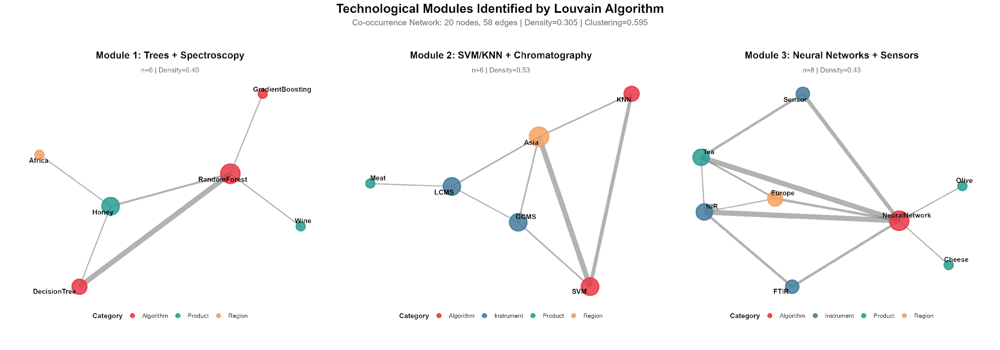 Technological Modules Identified by Louvain Algorithm
Co-occurrence Network: 20 nodes, 58 edges | Density=0.305 | Clustering=0.595
Module 1: Trees + Spectroscopy
n=6 | Density=0.40
GradientBoosting
Africa
RandomForest
Honey
Wine
DecisionTree
Category Algorithm Product Region
Module 2: SVM/KNN + Chromatography
n=6 | Density=0.53
KNN
Asia
Meat
LCMS
GCMS
SVM
Category Algorithm Instrument Product Region
Module 3: Neural Networks + Sensors
n=8 | Density=0.43
Sensor
Tea
Olive
Europe
NIR
NeuralNetwork
Cheese
FTIR
Category Algorithm Instrument Product Region